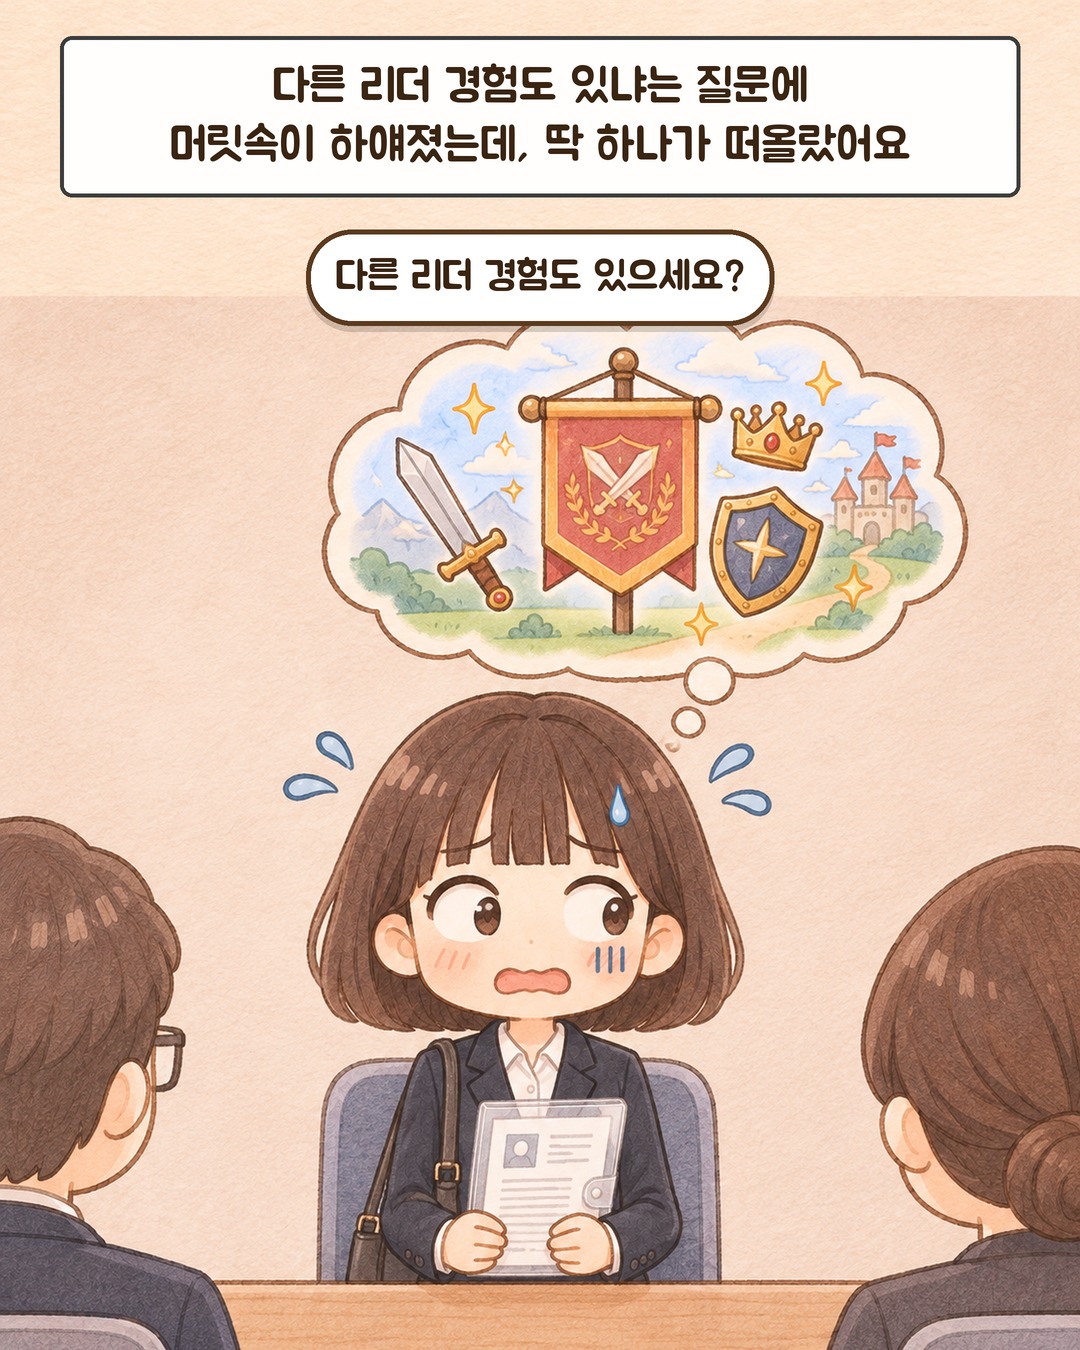 다른 리더 경험도 있냐는 질문에
머릿속이 하얘졌는데, 딱 하나가 떠올랐어요
다른 리더 경험도 있으세요?